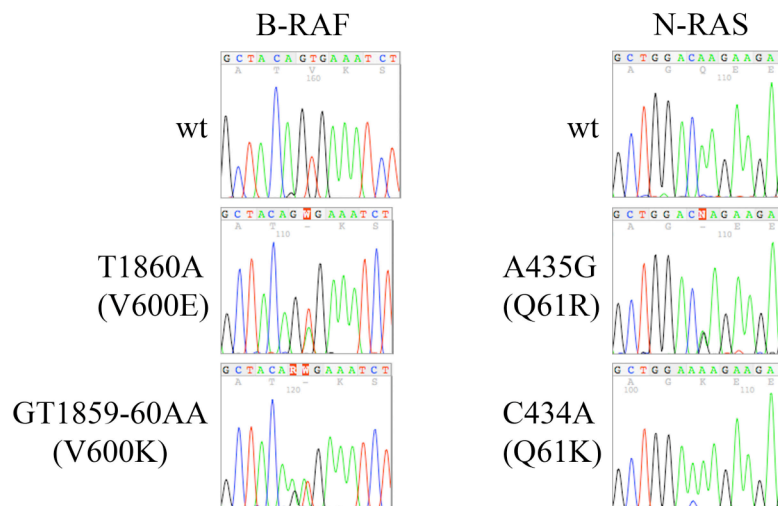 B-RAF
N-RAS
wt
GCTACAGTGAAATCT
A T V K S
160
wt
GCTGGACAAGAAGA
A G Q E E
110
T1860A
(V600E)
GCTACAGWGAAATCT
A T - K S
110
A435G
(Q61R)
GCTGGACNAGAAGA
A G - E E
110
GT1859-60AA
(V600K)
GCTACARWGAAATCT
A T - K S
120
C434A
(Q61K)
GCTGGAAAAGAAGA
A G K E E
100 110